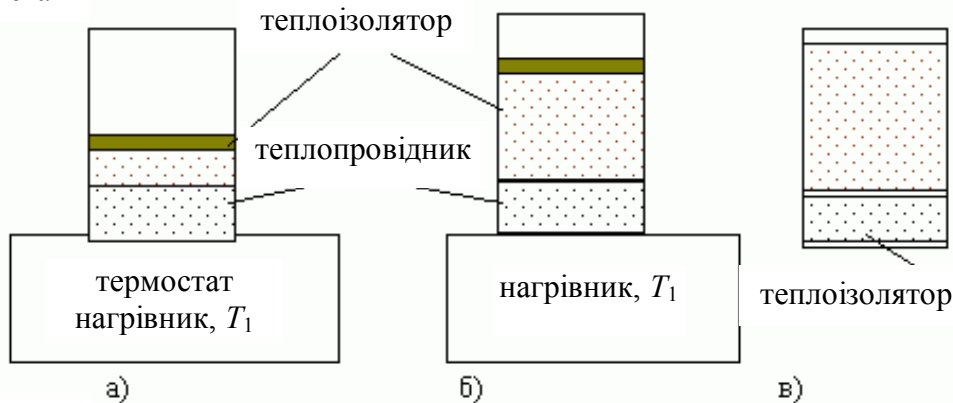 теплоізолятор
теплопровідник
термостат
нагрівник, T1
нагрівник, T1
теплоізолятор
а)
б)
в)